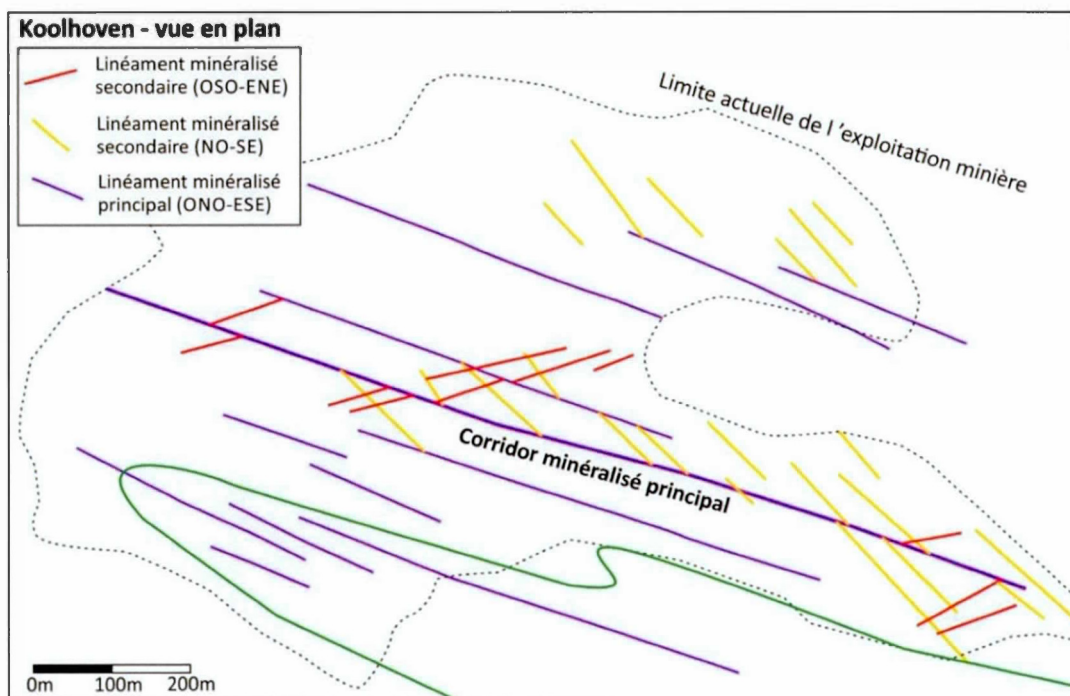 Koolhoven - vue en plan
Linéament minéralisé
secondaire (OSO-ENE)
Linéament minéralisé
secondaire (NO-SE)
Linéament minéralisé
principal (ONO-ESE)
Limite actuelle de l 'exploitation minière
Corridor minéralisé principal
0m 100m 200m